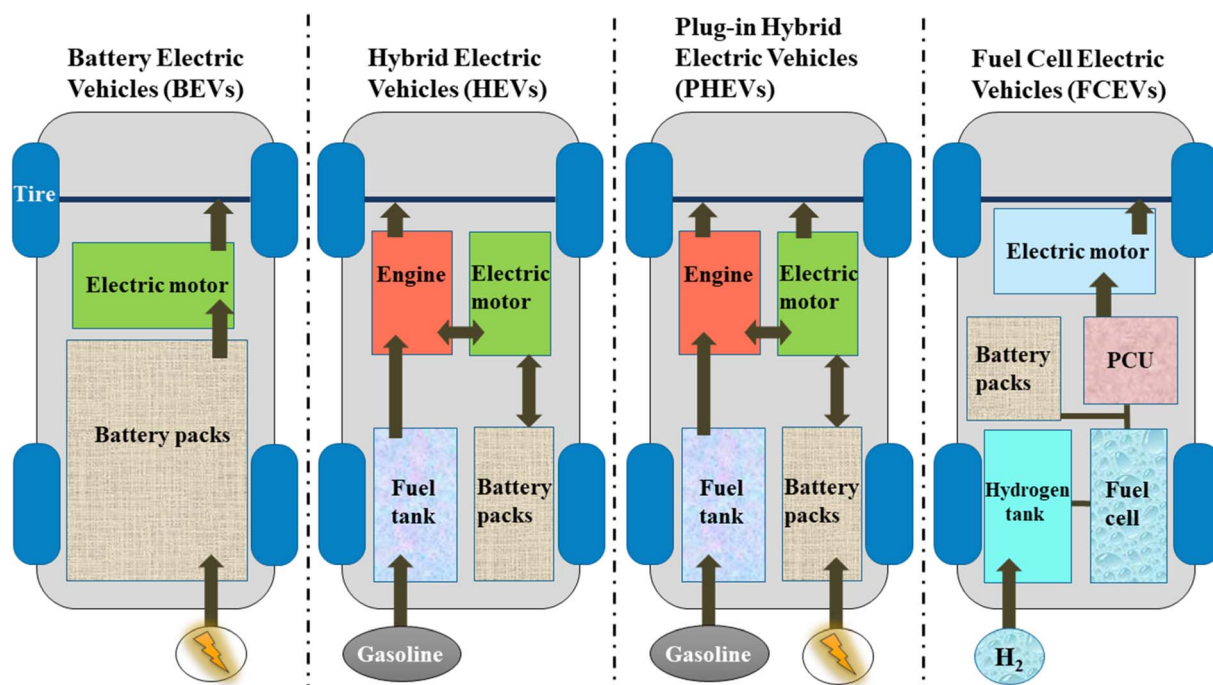 Battery Electric
Vehicles (BEVs)
Tire
Electric motor
Battery packs
Hybrid Electric
Vehicles (HEVs)
Engine
Electric
motor
Fuel
tank
Battery
packs
Gasoline
Plug-in Hybrid
Electric Vehicles
(PHEVs)
Engine
Electric
motor
Fuel
tank
Battery
packs
Gasoline
Fuel Cell Electric
Vehicles (FCEVs)
Electric motor
Battery
packs
PCU
Hydrogen
tank
Fuel
cell
H₂